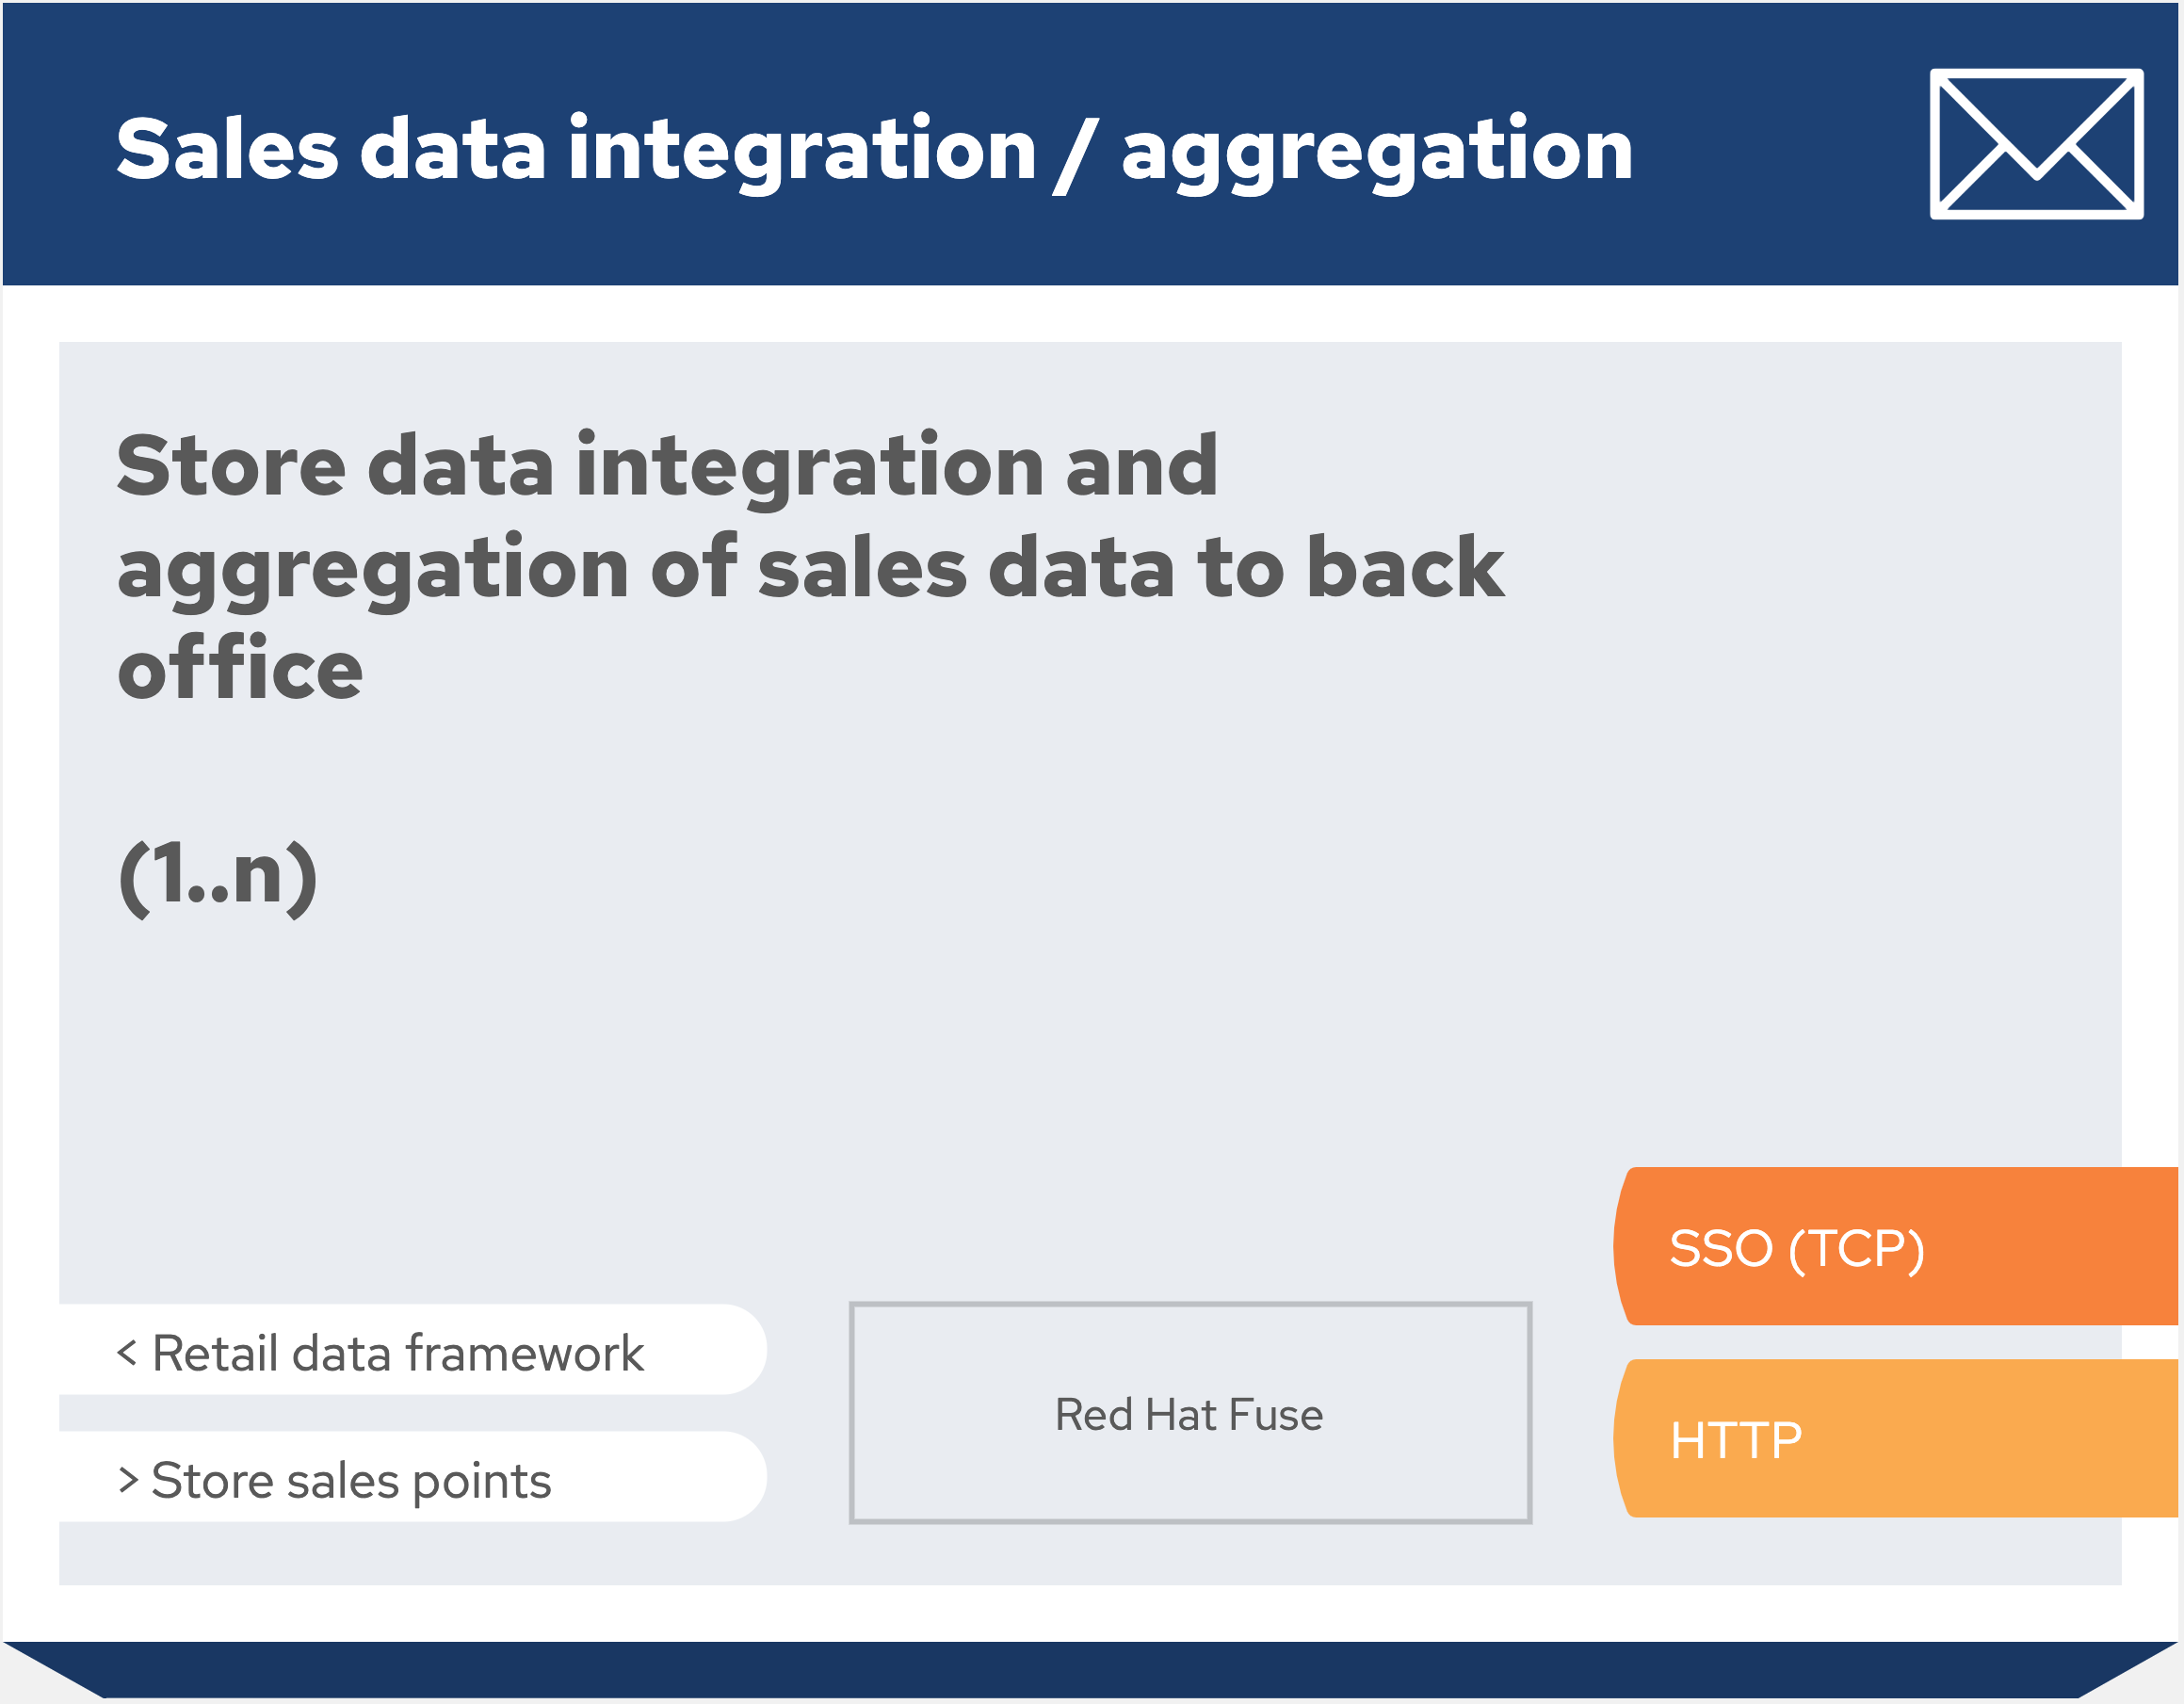 Sales data integration / aggregation
Store data integration and
aggregation of sales data to back
office
(1..n)
SSO (TCP)
< Retail data framework
Red Hat Fuse
HTTP
> Store sales points